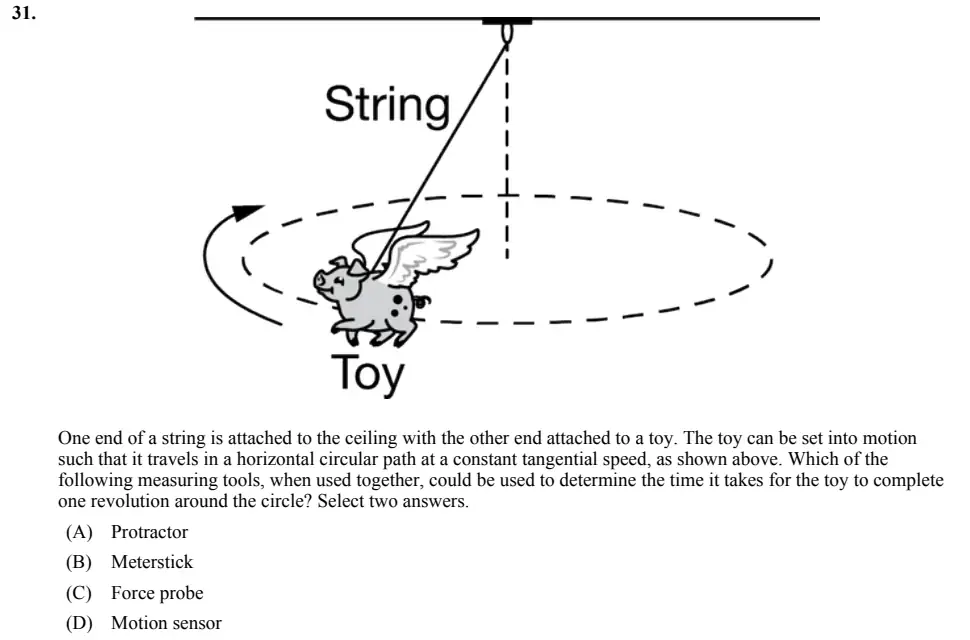 31.
String
Toy
One end of a string is attached to the ceiling with the other end attached to a toy. The toy can be set into motion
such that it travels in a horizontal circular path at a constant tangential speed, as shown above. Which of the
following measuring tools, when used together, could be used to determine the time it takes for the toy to complete
one revolution around the circle? Select two answers.
(A) Protractor
(B) Meterstick
(C) Force probe
(D) Motion sensor